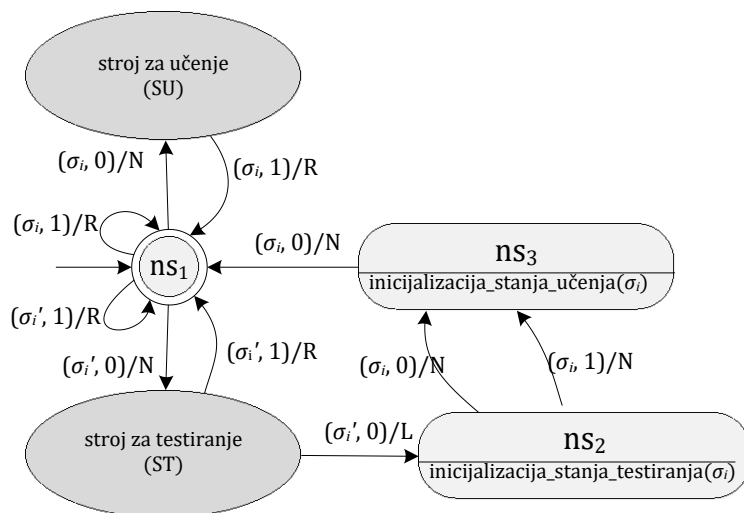 stroj za učenje
(SU)
(σᵢ, 0)/N
(σᵢ, 1)/R
(σᵢ, 1)/R
(σᵢ, 0)/N
ns₃
inicijalizacija_stanja_učenja(σᵢ)
ns₁
(σᵢ', 1)/R
(σᵢ', 0)/N
(σᵢ', 1)/R
(σᵢ, 0)/N
(σᵢ, 1)/N
stroj za testiranje
(ST)
(σᵢ', 0)/L
ns₂
inicijalizacija_stanja_testiranja(σᵢ)